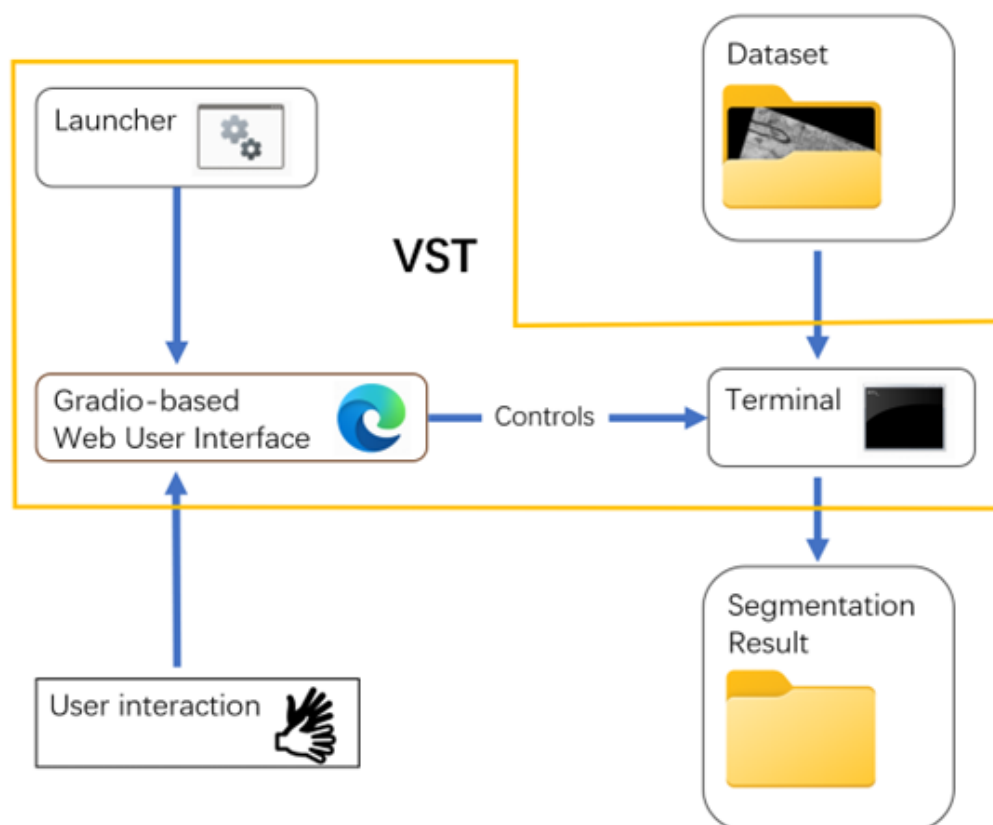 Dataset
Launcher
VST
Gradio-based
Web User Interface
Controls
Terminal
Segmentation
Result
User interaction